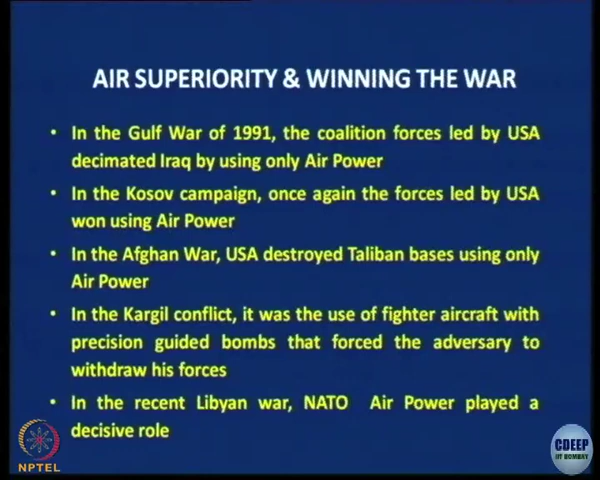 AIR SUPERIORITY & WINNING THE WAR
• In the Gulf War of 1991, the coalition forces led by USA
decimated Iraq by using only Air Power
• In the Kosov campaign, once again the forces led by USA
won using Air Power
• In the Afghan War, USA destroyed Taliban bases using only
Air Power
• In the Kargil conflict, it was the use of fighter aircraft with
precision guided bombs that forced the adversary to
withdraw his forces
• In the recent Libyan war, NATO Air Power played a
decisive role
NPTEL
CDEEP
IIT BOMBAY